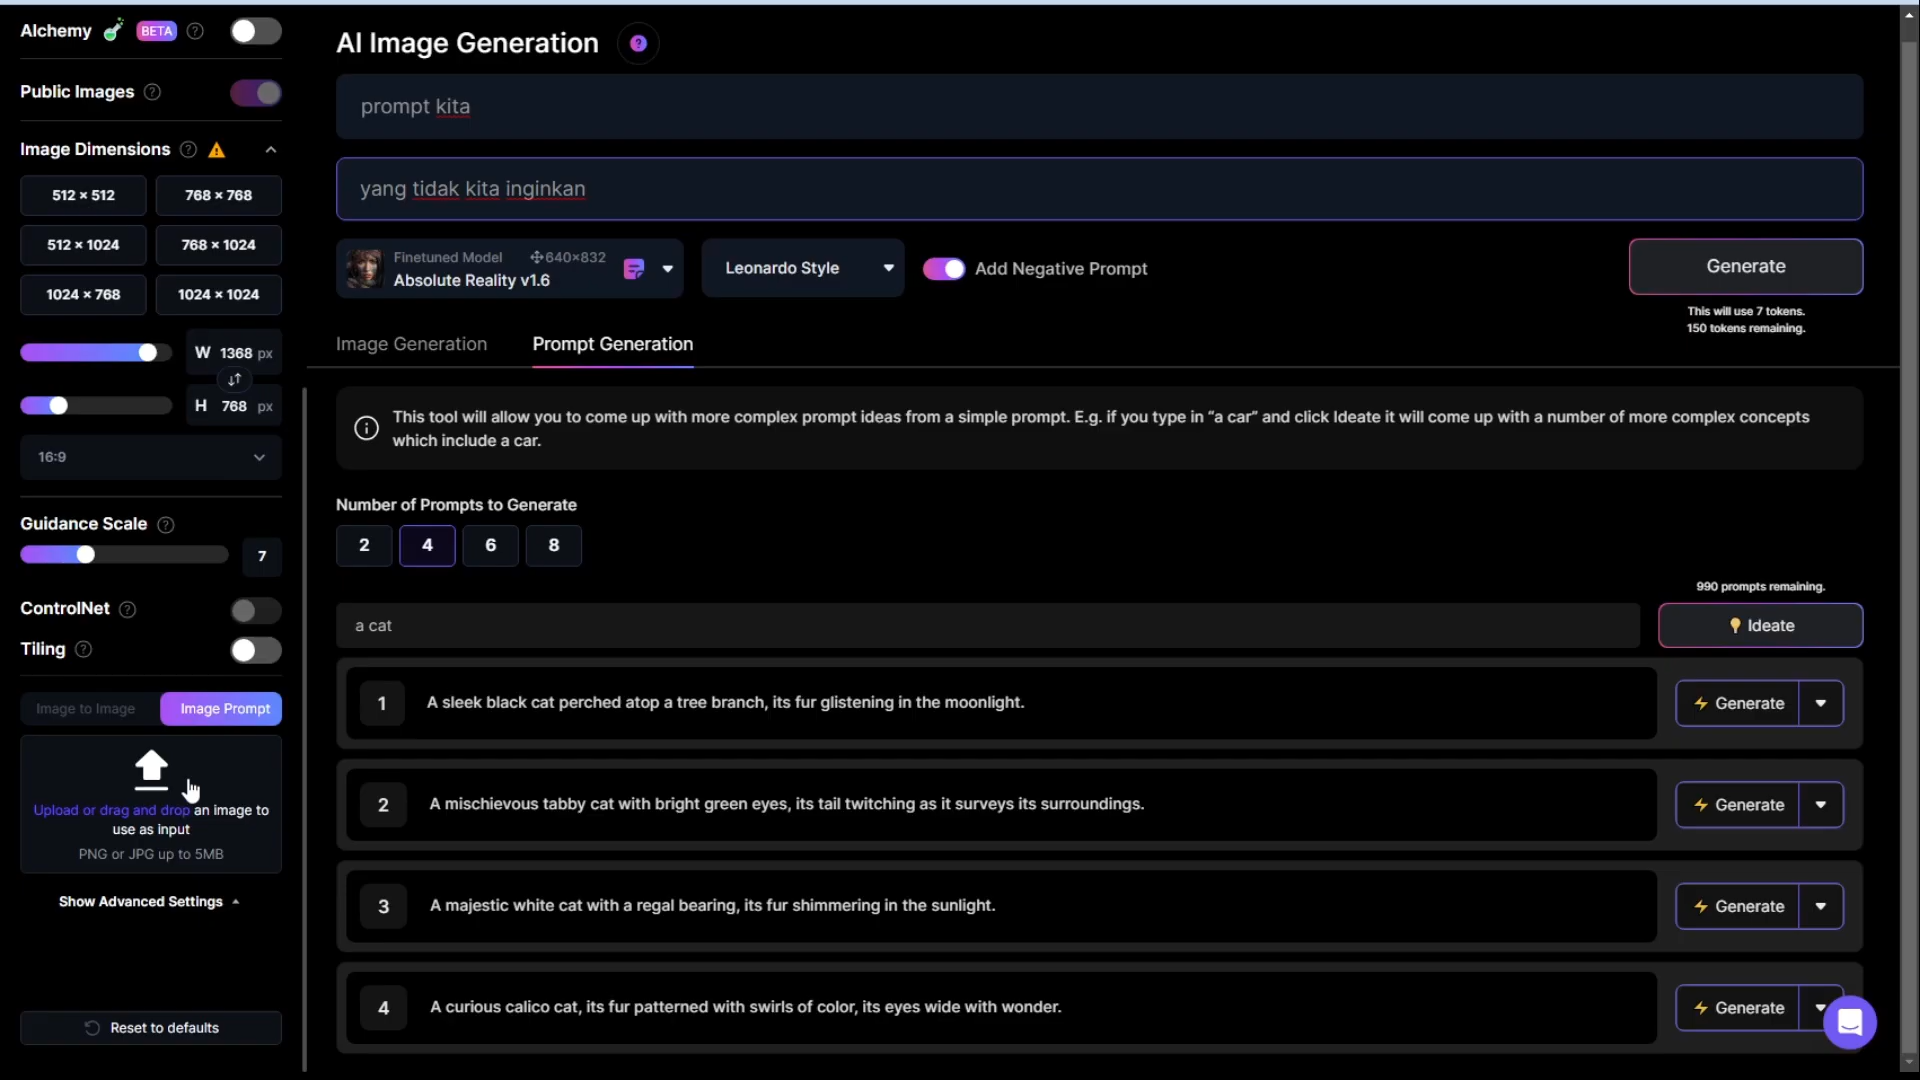 Alchemy BETA
Public Images
Image Dimensions
512 × 512
768 × 768
512 × 1024
768 × 1024
1024 × 768
1024 × 1024
W 1368 px
H 768 px
16:9
Guidance Scale
7
ControlNet
Tiling
Image to Image
Image Prompt
Upload or drag and drop an image to
use as input
PNG or JPG up to 5MB
Show Advanced Settings
Reset to defaults
AI Image Generation
prompt kita
yang tidak kita inginkan
Finetuned Model 640×832
Absolute Reality v1.6
Leonardo Style
Add Negative Prompt
Generate
This will use 7 tokens.
150 tokens remaining.
Image Generation
Prompt Generation
This tool will allow you to come up with more complex prompt ideas from a simple prompt. E.g. if you type in “a car” and click Ideate it will come up with a number of more complex concepts
which include a car.
Number of Prompts to Generate
2
4
6
8
990 prompts remaining.
a cat
Ideate
1 A sleek black cat perched atop a tree branch, its fur glistening in the moonlight.
Generate
2 A mischievous tabby cat with bright green eyes, its tail twitching as it surveys its surroundings.
Generate
3 A majestic white cat with a regal bearing, its fur shimmering in the sunlight.
Generate
4 A curious calico cat, its fur patterned with swirls of color, its eyes wide with wonder.
Generate